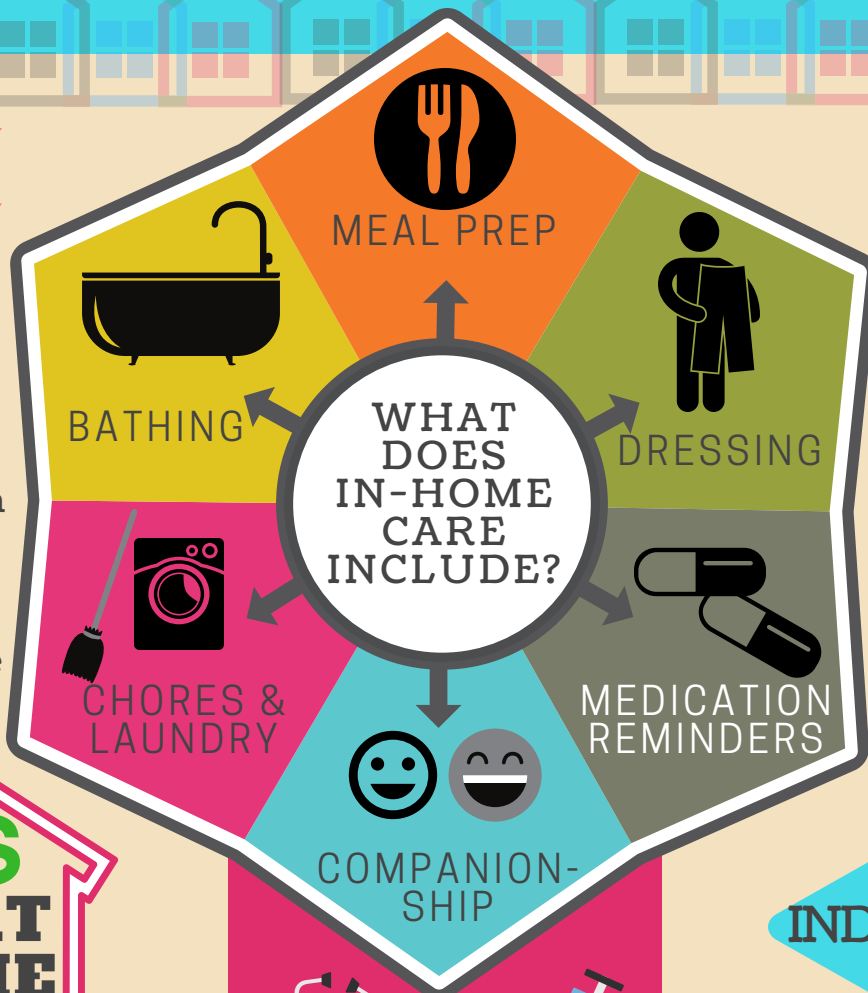 MEAL PREP
BATHING
DRESSING
WHAT
DOES
IN-HOME
CARE
INCLUDE?
CHORES &
LAUNDRY
MEDICATION
REMINDERS
COMPANION-
SHIP